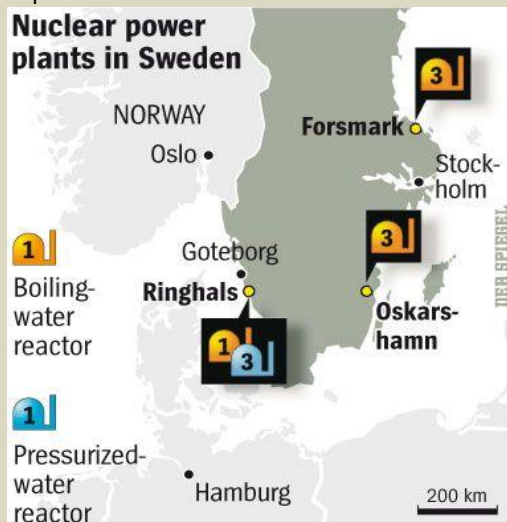 Nuclear power
plants in Sweden
3
NORWAY
Forsmark
Oslo
Stock-
holm
1
3
Goteborg
Boiling-
water
reactor
Ringhals
Oskars-
hamn
DER SPIEGEL
1
3
1
Pressurized-
water
reactor
Hamburg
200 km